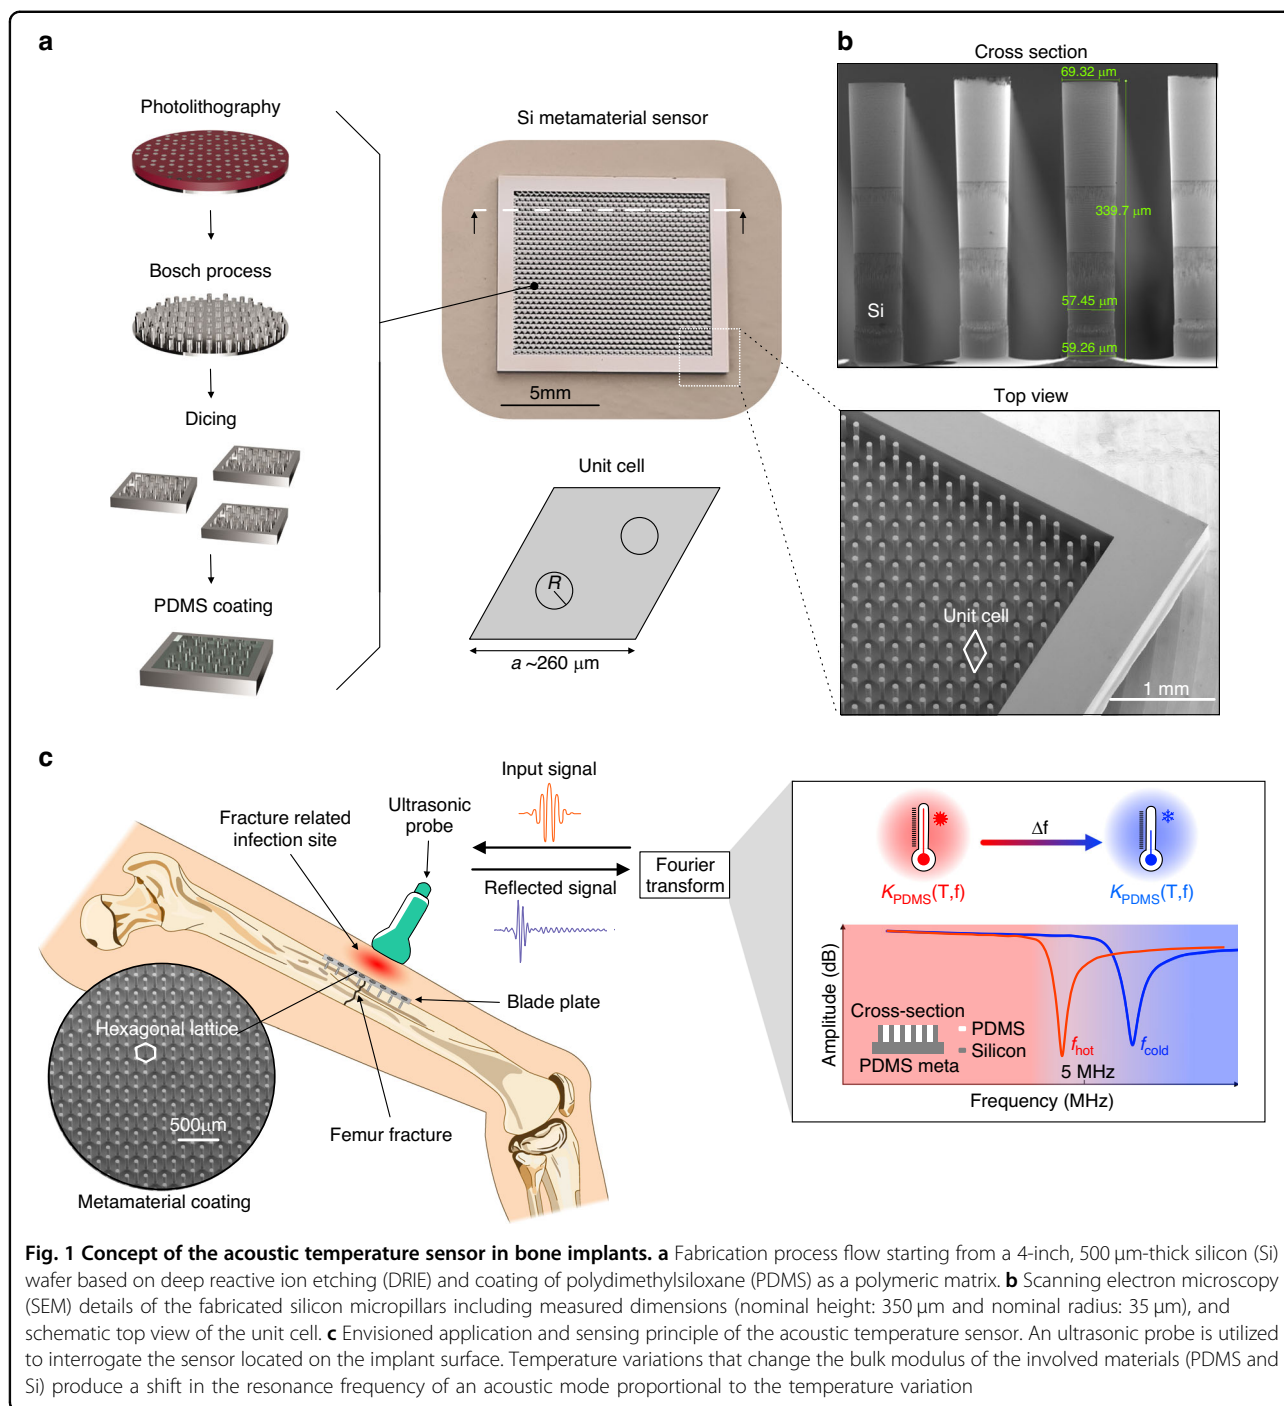 a
Photolithography
Bosch process
Dicing
PDMS coating
Si metamaterial sensor
5mm
Unit cell
R
a ~260 μm
b
Cross section
69.32 μm
339.7 μm
57.45 μm
59.26 μm
Si
Top view
Unit cell
1 mm
c
Input signal
Fracture related
infection site
Ultrasonic
probe
Reflected signal
Fourier
transform
Blade plate
Hexagonal lattice
500μm
Femur fracture
Metamaterial coating
Δf
KPDMS(T,f)
KPDMS(T,f)
Amplitude (dB)
Cross-section
PDMS
Silicon
PDMS meta
fhot
fcold
5 MHz
Frequency (MHz)
Fig. 1 Concept of the acoustic temperature sensor in bone implants. a Fabrication process flow starting from a 4-inch, 500 μm-thick silicon (Si)
wafer based on deep reactive ion etching (DRIE) and coating of polydimethylsiloxane (PDMS) as a polymeric matrix. b Scanning electron microscopy
(SEM) details of the fabricated silicon micropillars including measured dimensions (nominal height: 350 μm and nominal radius: 35 μm), and
schematic top view of the unit cell. c Envisioned application and sensing principle of the acoustic temperature sensor. An ultrasonic probe is utilized
to interrogate the sensor located on the implant surface. Temperature variations that change the bulk modulus of the involved materials (PDMS and
Si) produce a shift in the resonance frequency of an acoustic mode proportional to the temperature variation